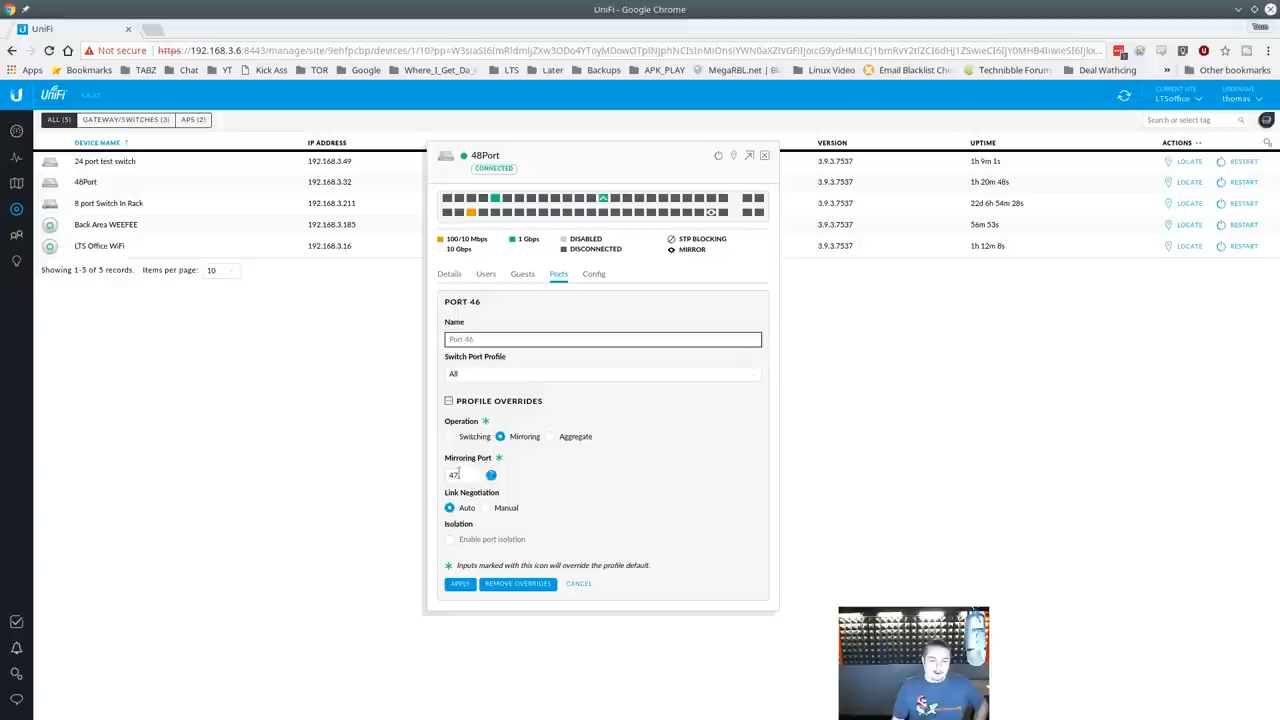 UniFi - Google Chrome
UniFi
Tom
Not secure https://192.168.3.6:8443/manage/site/9ehfpcbp/devices/1/10?
Apps Bookmarks TABZ Chat YT Kick Ass TOR Google Where_I_Get_Da LTS Later Backups APK_PLAY MegaRBL.net | Bl Linux Video Email Blacklist Che Technibble Forum Deal Wathcing » Other bookmarks
U UniFi CURRENT SITE LTSoffice USERNAME thomas
ALL (5) GATEWAY/SWITCHES (3) APS (2) Search or select tag
DEVICE NAME ↑ IP ADDRESS VERSION UPTIME ACTIONS
24 port test switch 192.168.3.49 3.9.3.7537 1h 9m 1s LOCATE RESTART
48Port 192.168.3.32 3.9.3.7537 1h 20m 48s LOCATE RESTART
8 port Switch In Rack 192.168.3.211 3.9.3.7537 22d 6h 54m 28s LOCATE RESTART
Back Area WEEFEE 192.168.3.185 3.9.3.7537 56m 53s LOCATE RESTART
LTS Office WiFi 192.168.3.16 3.9.3.7537 1h 12m 8s LOCATE RESTART
Showing 1-5 of 5 records. Items per page: 10
48Port
CONNECTED
100/10 Mbps 1 Gbps DISABLED STP BLOCKING
10 Gbps DISCONNECTED MIRROR
Details Users Guests Ports Config
PORT 46
Name
Port 46
Switch Port Profile
All
PROFILE OVERRIDES
Operation
Switching Mirroring Aggregate
Mirroring Port
47
Link Negotiation
Auto Manual
Isolation
Enable port isolation
Inputs marked with this icon will override the profile default.
APPLY REMOVE OVERRIDES CANCEL